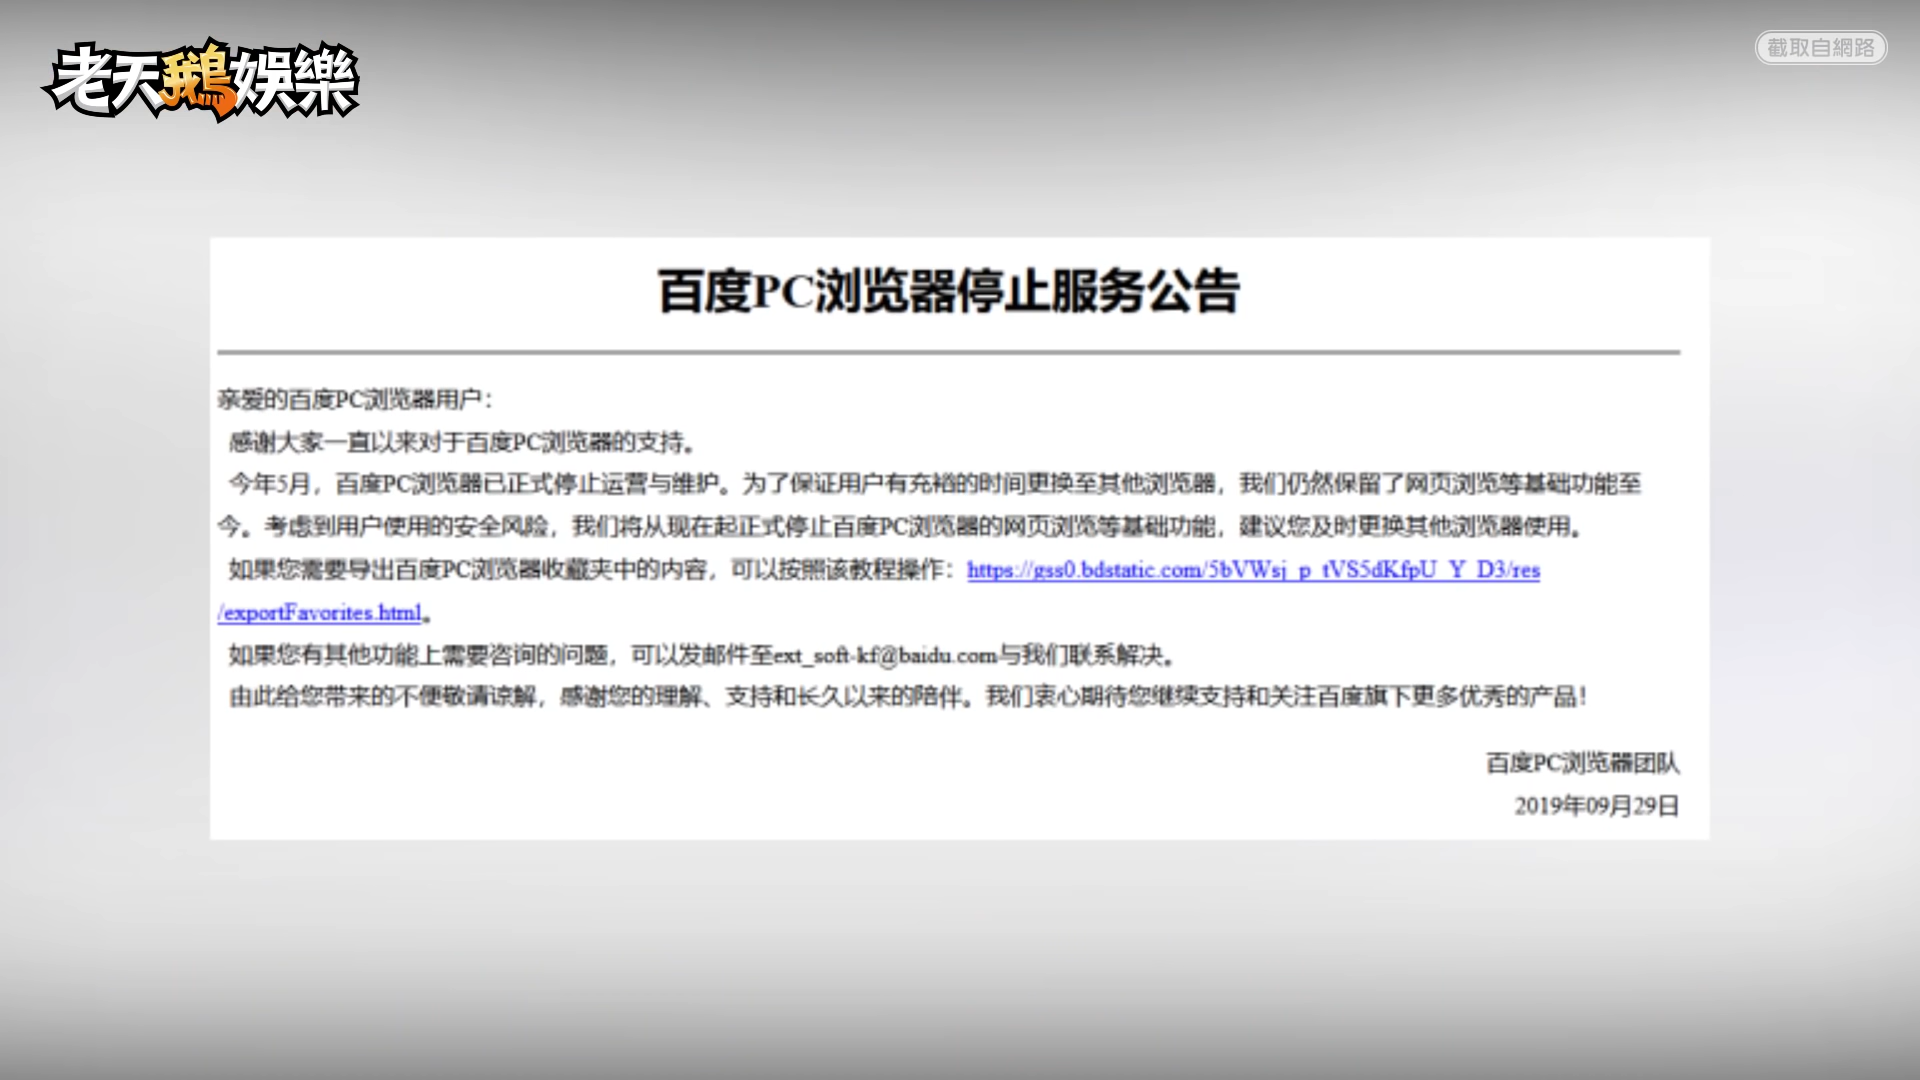 老天鵝娛樂
截取自網路
百度PC浏览器停止服务公告
亲爱的百度PC浏览器用户：
感谢大家一直以来对于百度PC浏览器的支持。
今年5月，百度PC浏览器已正式停止运营与维护。为了保证用户有充裕的时间更换至其他浏览器，我们仍然保留了网页浏览等基础功能至
今。考虑到用户使用的安全风险，我们将从现在起正式停止百度PC浏览器的网页浏览等基础功能，建议您及时更换其他浏览器使用。
如果您需要导出百度PC浏览器收藏夹中的内容，可以按照该教程操作：https://gss0.bdstatic.com/5bVWsj_p_tVS5dKfpU_Y_D3/res
/exportFavorites.html。
如果您有其他功能上需要咨询的问题，可以发邮件至ext_soft-kf@baidu.com与我们联系解决。
由此给您带来的不便敬请谅解，感谢您的理解、支持和长久以来的陪伴。我们衷心期待您继续支持和关注百度旗下更多优秀的产品！
百度PC浏览器团队
2019年09月29日